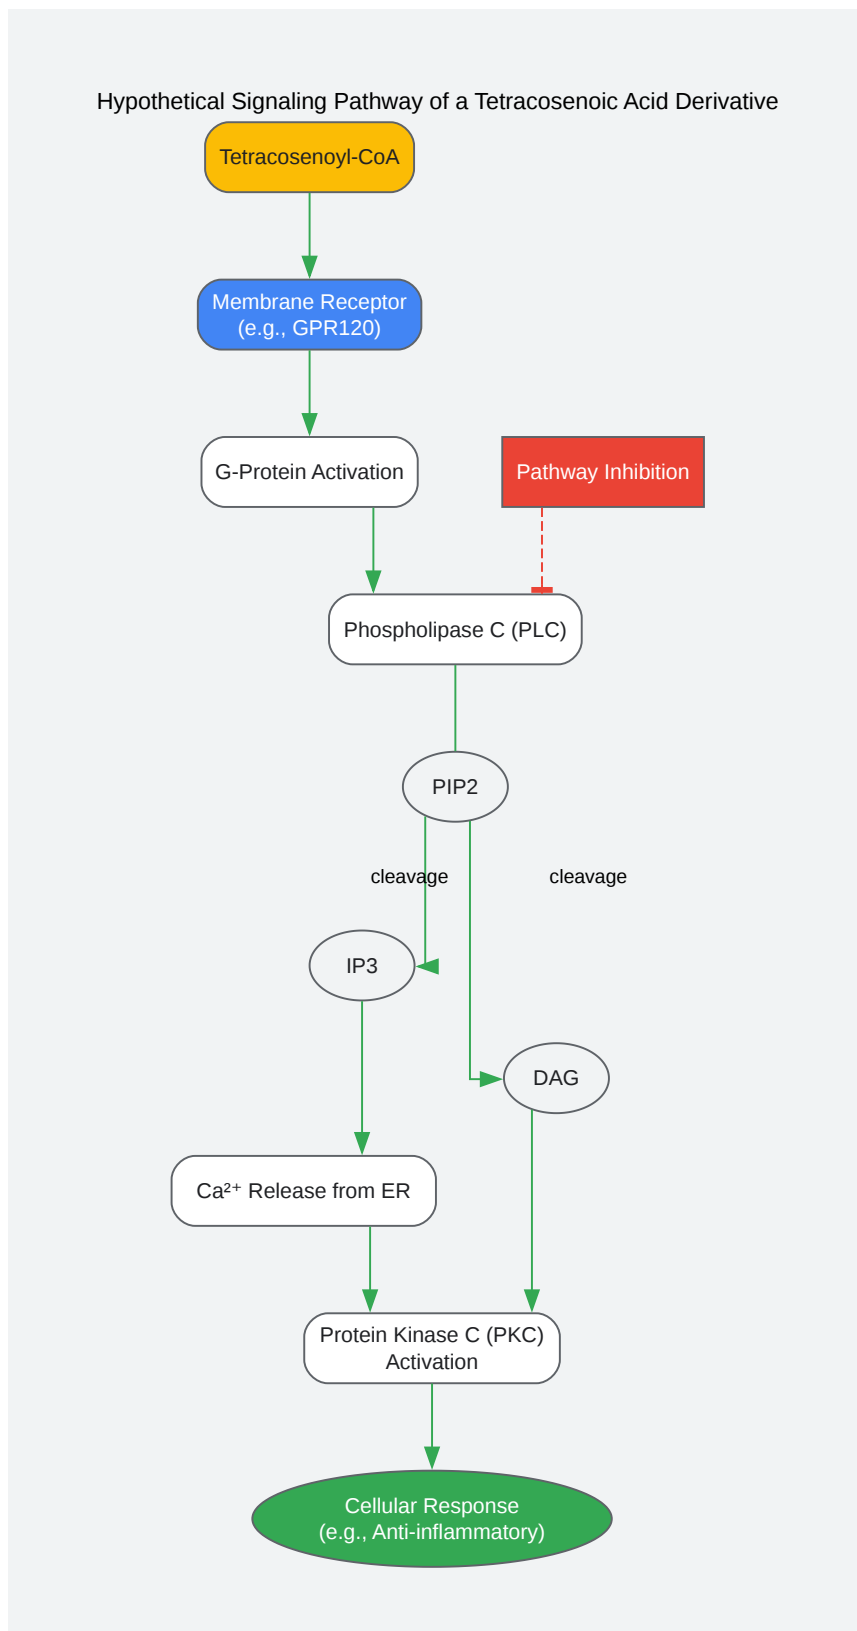 Hypothetical Signaling Pathway of a Tetracosenoic Acid Derivative
Tetracosenoyl-CoA
Membrane Receptor
(e.g., GPR120)
G-Protein Activation
Pathway Inhibition
Phospholipase C (PLC)
PIP2
cleavage
cleavage
IP3
DAG
Ca²⁺ Release from ER
Protein Kinase C (PKC)
Activation
Cellular Response
(e.g., Anti-inflammatory)